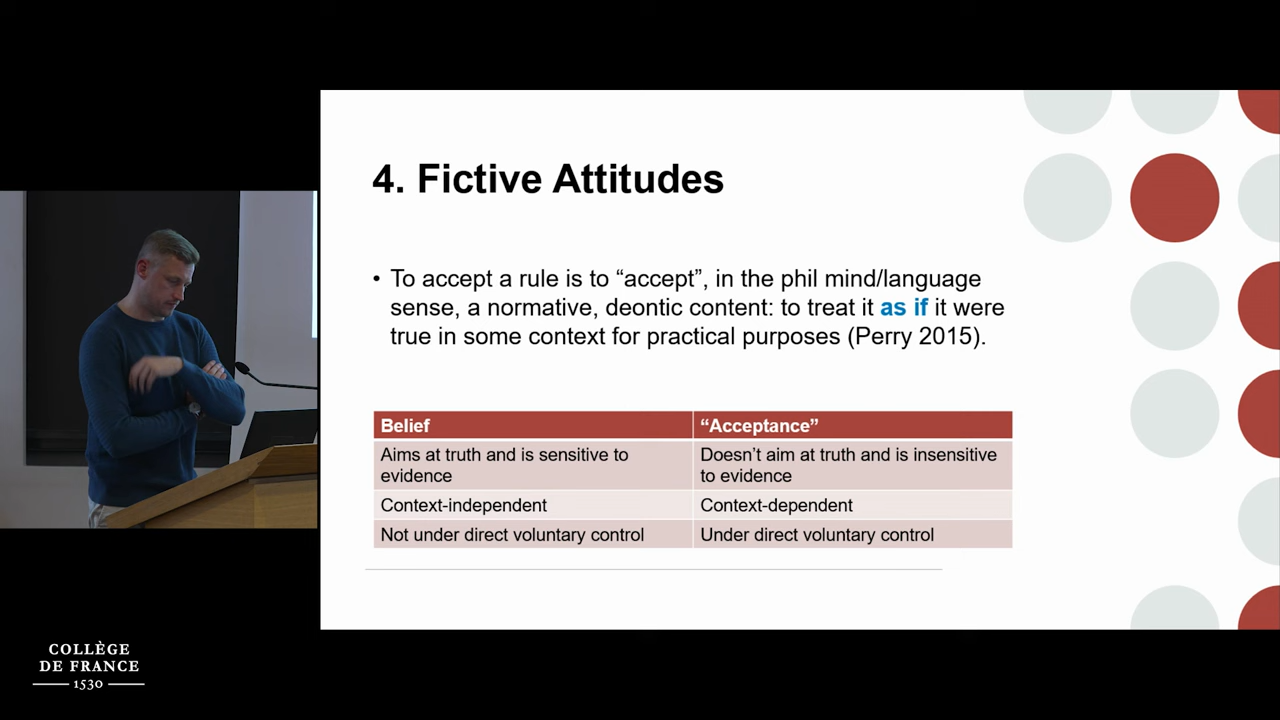 4. Fictive Attitudes
• To accept a rule is to “accept”, in the phil mind/language
sense, a normative, deontic content: to treat it as if it were
true in some context for practical purposes (Perry 2015).
Belief
“Acceptance”
Aims at truth and is sensitive to
evidence
Doesn’t aim at truth and is insensitive
to evidence
Context-independent
Context-dependent
Not under direct voluntary control
Under direct voluntary control
COLLÈGE
DE FRANCE
1530